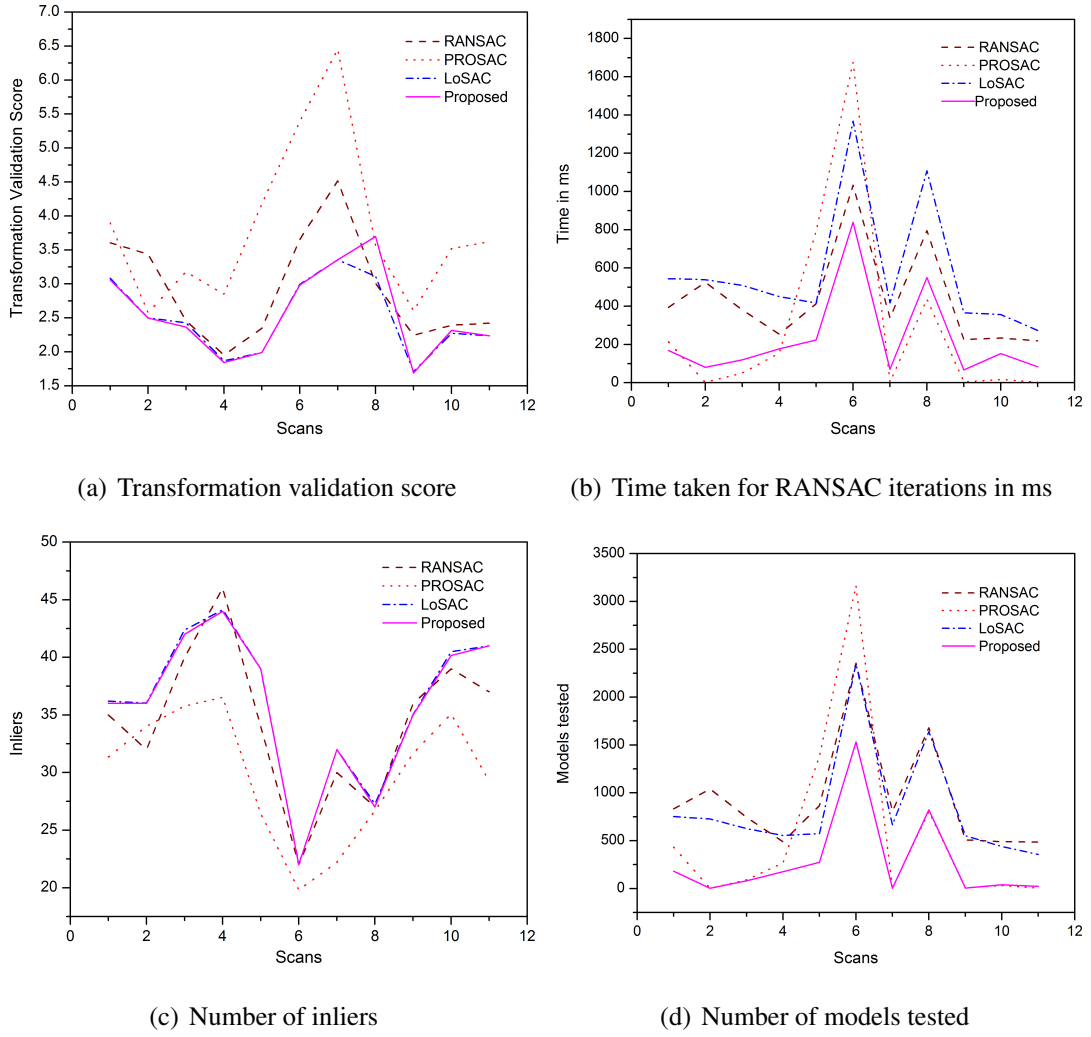 7.0
6.5
6.0
5.5
5.0
4.5
4.0
3.5
3.0
2.5
2.0
1.5
Transformation Validation Score
RANSAC
PROSAC
LoSAC
Proposed
0 2 4 6 8 10 12
Scans
(a) Transformation validation score
1800
1600
1400
1200
1000
800
600
400
200
0
Time in ms
RANSAC
PROSAC
LoSAC
Proposed
0 2 4 6 8 10 12
Scans
(b) Time taken for RANSAC iterations in ms
50
45
40
35
30
25
20
Inliers
RANSAC
PROSAC
LoSAC
Proposed
0 2 4 6 8 10 12
Scans
(c) Number of inliers
3500
3000
2500
2000
1500
1000
500
0
Models tested
RANSAC
PROSAC
LoSAC
Proposed
0 2 4 6 8 10 12
Scans
(d) Number of models tested